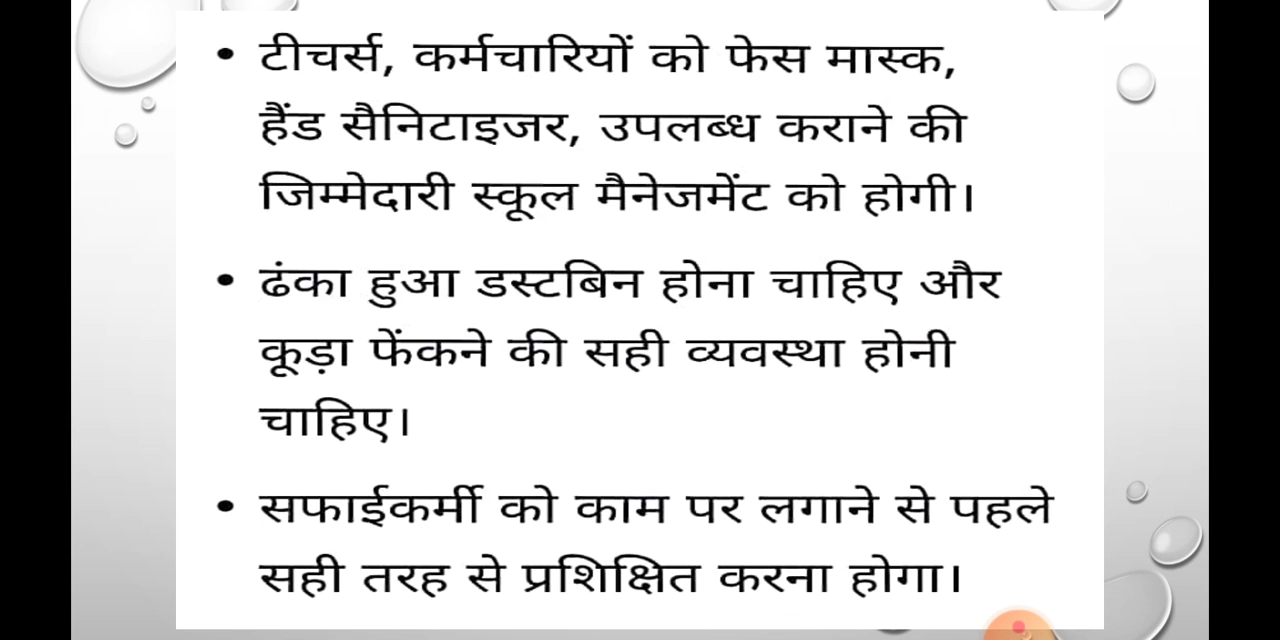 • टीचर्स, कर्मचारियों को फेस मास्क,
हैंड सैनिटाइजर, उपलब्ध कराने की
जिम्मेदारी स्कूल मैनेजमेंट को होगी।
• ढंका हुआ डस्टबिन होना चाहिए और
कूड़ा फेंकने की सही व्यवस्था होनी
चाहिए।
• सफाईकर्मी को काम पर लगाने से पहले
सही तरह से प्रशिक्षित करना होगा।